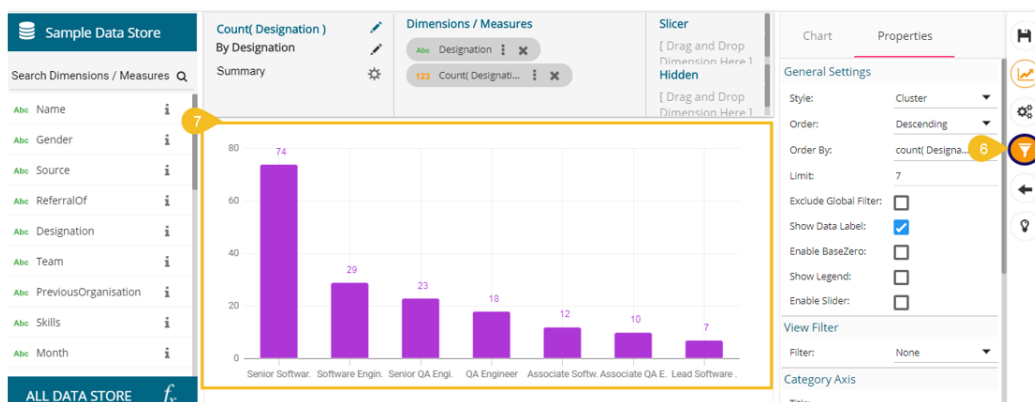 Sample Data Store
Search Dimensions / Measures
Abc Name i
Abc Gender i
Abc Source i
Abc ReferralOf i
Abc Designation i
Abc Team i
Abc PreviousOrganisation i
Abc Skills i
Abc Month i
ALL DATA STORE fx
Count( Designation )
By Designation
Summary
Dimensions / Measures
Abc Designation
123 Count( Designati...
Slicer
[ Drag and Drop
Dimension Here ]
Hidden
[ Drag and Drop
Dimension Here ]
7
80
60
40
20
0
74
29
23
18
12
10
7
Senior Softwar. Software Engin. Senior QA Engi. QA Engineer Associate Softw. Associate QA E. Lead Software .
Chart Properties
General Settings
Style: Cluster
Order: Descending
Order By: count( Designa...
6
Limit: 7
Exclude Global Filter:
Show Data Label:
Enable BaseZero:
Show Legend:
Enable Slider:
View Filter
Filter: None
Category Axis